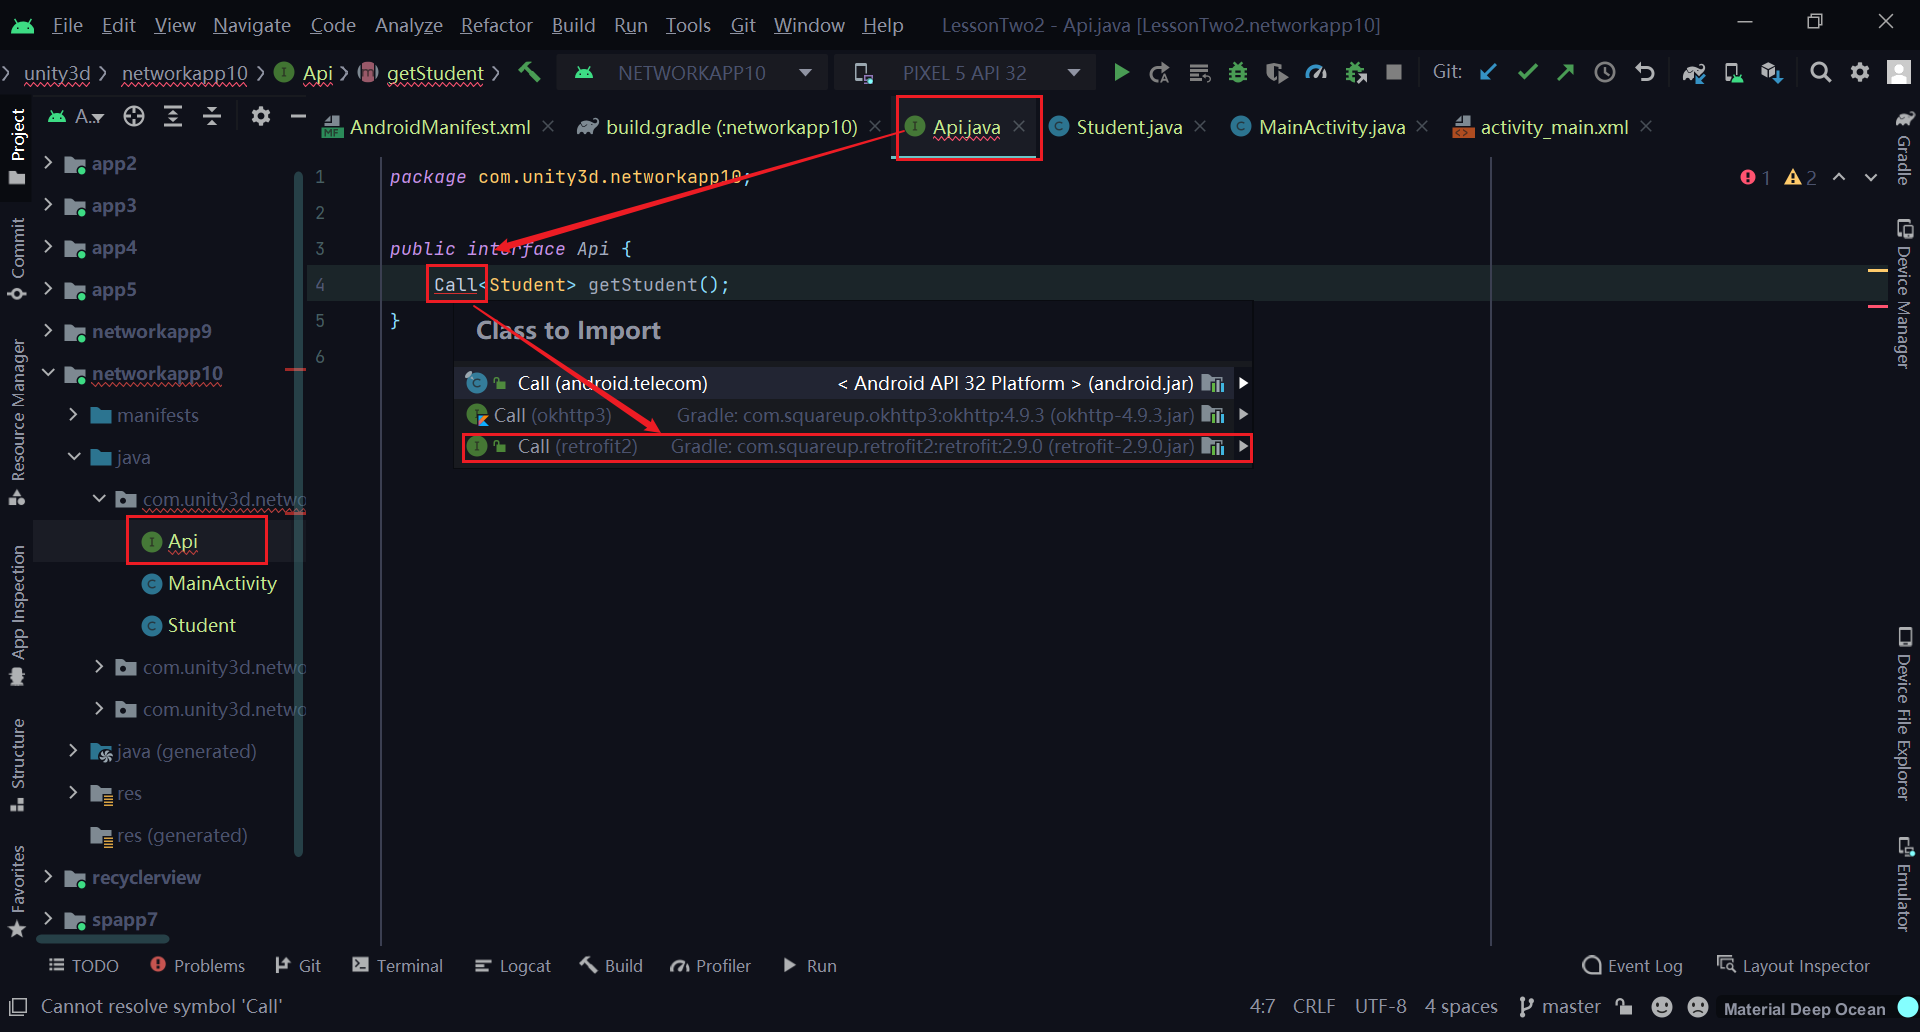 File Edit View Navigate Code Analyze Refactor Build Run Tools Git Window Help LessonTwo2 - Api.java [LessonTwo2.networkapp10]
unity3d networkapp10 Api getStudent NETWORKAPP10 PIXEL 5 API 32 Git:
A.. AndroidManifest.xml build.gradle (:networkapp10) Api.java Student.java MainActivity.java activity_main.xml
Project
Commit
Resource Manager
App Inspection
Structure
Favorites
app2
app3
app4
app5
networkapp9
networkapp10
manifests
java
com.unity3d.netwo
Api
MainActivity
Student
com.unity3d.netwo
com.unity3d.netwo
java (generated)
res
res (generated)
recyclerview
spapp7
1 package com.unity3d.networkapp10;
2
3 public interface Api {
4 Call<Student> getStudent();
5 }
6
1 2
Class to Import
Call (android.telecom) < Android API 32 Platform > (android.jar)
Call (okhttp3) Gradle: com.squareup.okhttp3:okhttp:4.9.3 (okhttp-4.9.3.jar)
Call (retrofit2) Gradle: com.squareup.retrofit2:retrofit:2.9.0 (retrofit-2.9.0.jar)
Gradle
Device Manager
Device File Explorer
Emulator
TODO Problems Git Terminal Logcat Build Profiler Run Event Log Layout Inspector
Cannot resolve symbol 'Call' 4:7 CRLF UTF-8 4 spaces master Material Deep Ocean